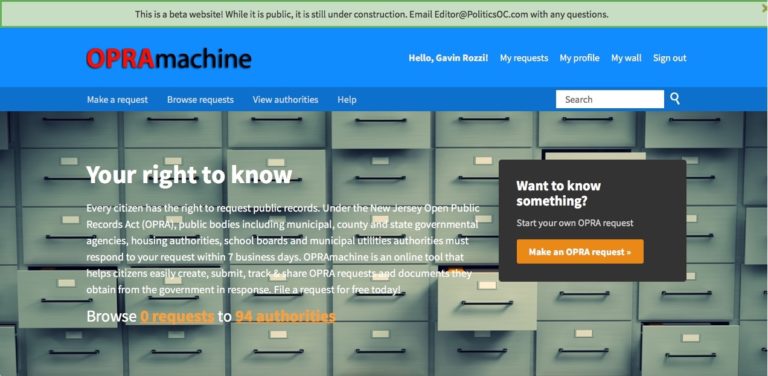 This is a beta website! While it is public, it is still under construction. Email Editor@PoliticsOC.com with any questions.
OPRAmachine
Hello, Gavin Rozzi! My requests My profile My wall Sign out
Make a request Browse requests View authorities Help
Search
Your right to know
Every citizen has the right to request public records. Under the New Jersey Open Public
Records Act (OPRA), public bodies including municipal, county and state governmental
agencies, housing authorities, school boards and municipal utilities authorities must
respond to your request within 7 business days. OPRAmachine is an online tool that
helps citizens easily create, submit, track & share OPRA requests and documents they
obtain from the government in response. File a request for free today!
Browse 0 requests to 94 authorities
Want to know
something?
Start your own OPRA request
Make an OPRA request »